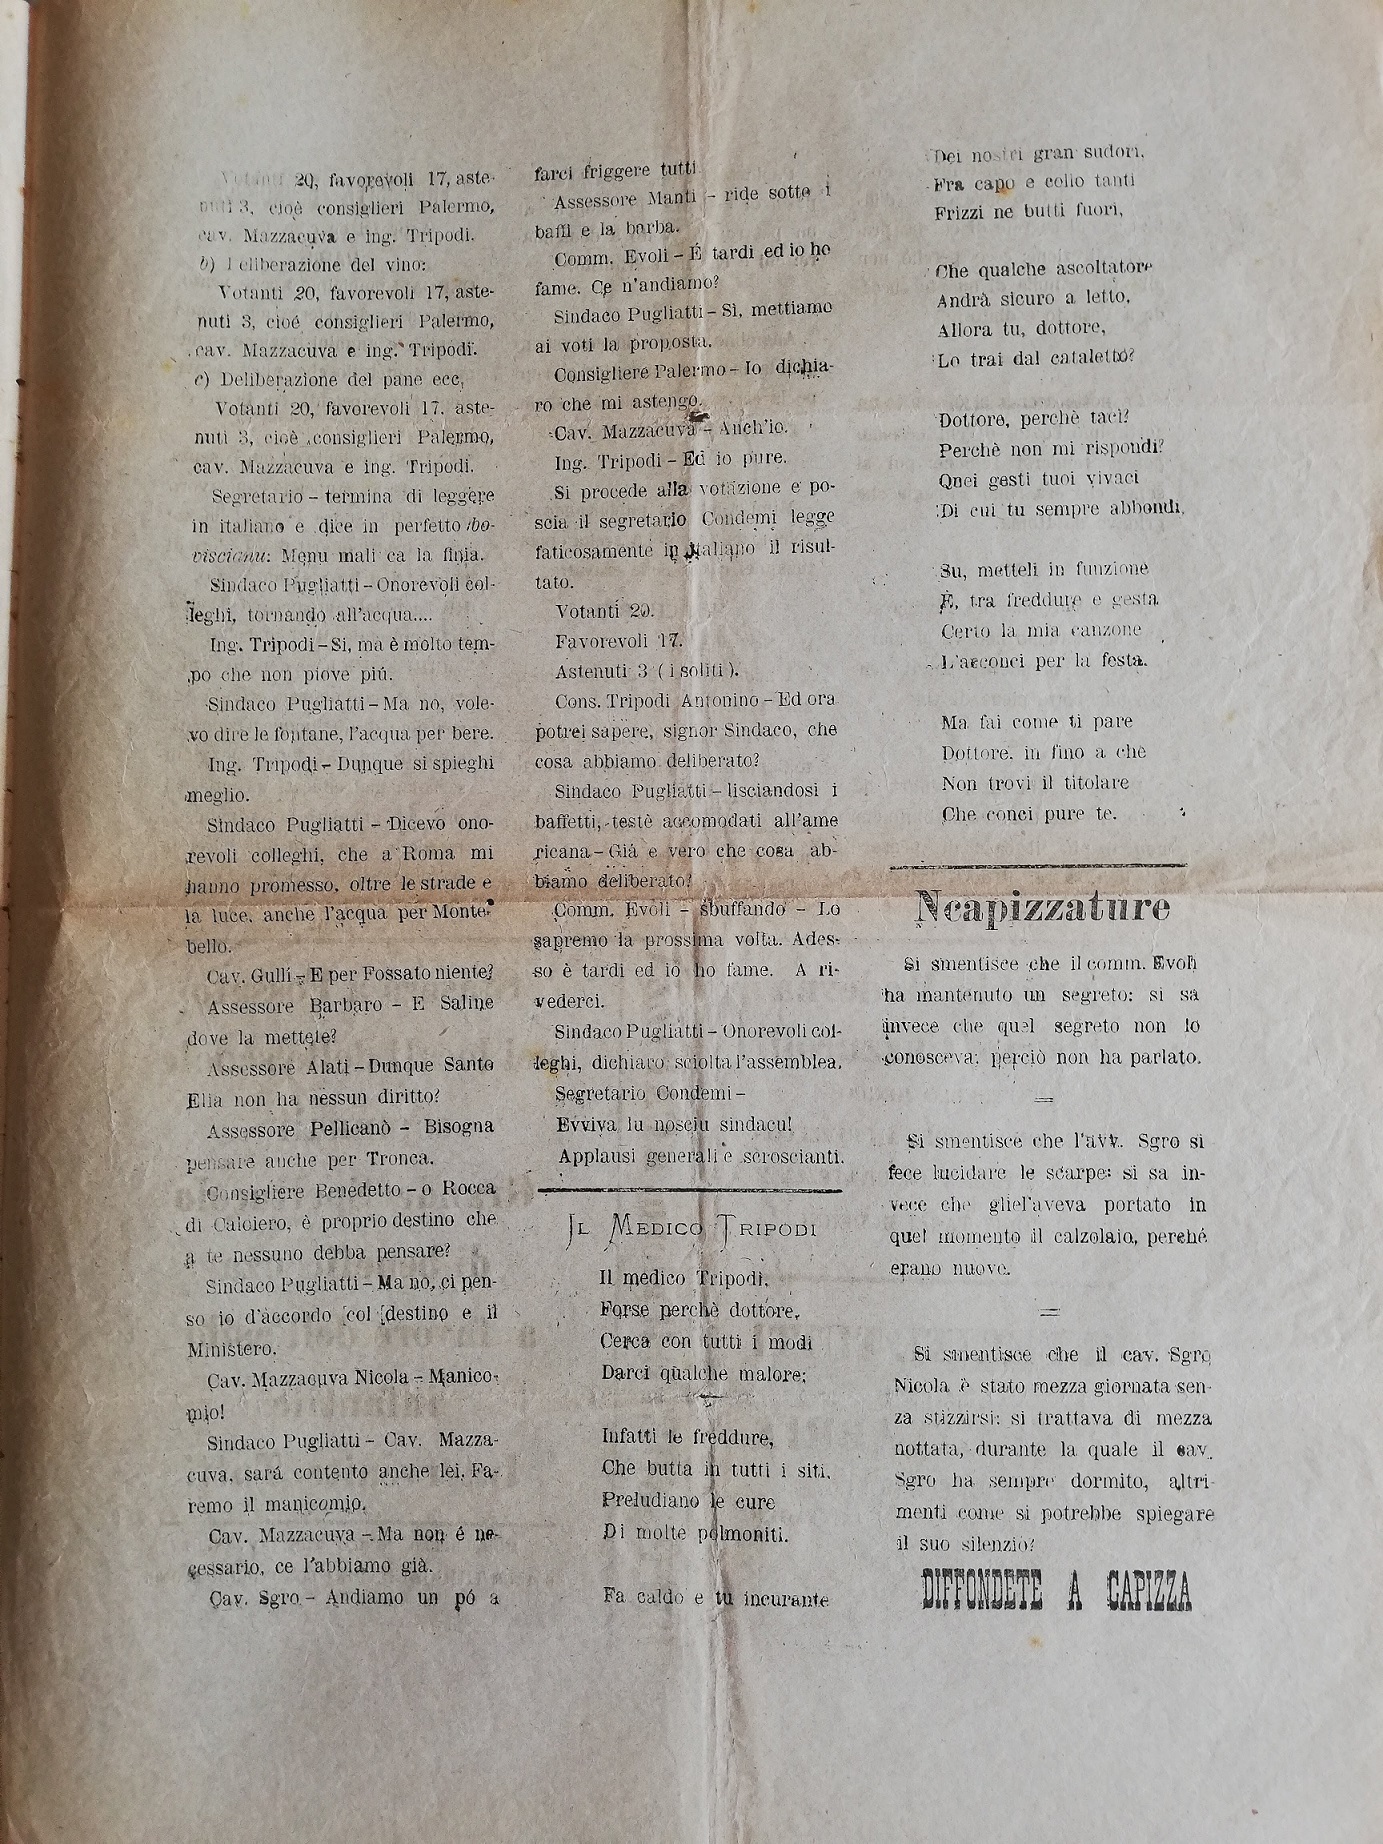 Votanti 20, favorevoli 17, aste-
nuti 3, cioè consiglieri Palermo,
cav. Mazzacuva e ing. Tripodi.
b) Deliberazione del vino:
Votanti 20, favorevoli 17, aste-
nuti 3, cioé consiglieri Palermo,
cav. Mazzacuva e ing. Tripodi.
c) Deliberazione del pane ecc.
Votanti 20, favorevoli 17, aste-
nuti 3, cioè consiglieri Palermo,
cav. Mazzacuva e ing. Tripodi.
Segretario – termina di leggere
in italiano e dice in perfetto bo-
viscianu: Menu mali ca la finia.
Sindaco Pugliatti – Onorevoli col-
leghi, tornando all'acqua....
Ing. Tripodi – Si, ma è molto tem-
po che non piove piú.
Sindaco Pugliatti – Ma no, vole-
vo dire le fontane, l'acqua per bere.
Ing. Tripodi – Dunque si spieghi
meglio.
Sindaco Pugliatti – Dicevo ono-
revoli colleghi, che a Roma mi
hanno promesso, oltre le strade e
la luce, anche l'acqua per Monte-
bello.
Cav. Gullí – E per Fossato niente?
Assessore Barbaro – E Saline
dove la mettete?
Assessore Alati – Dunque Santo
Elia non ha nessun diritto?
Assessore Pellicanò – Bisogna
pensare anche per Tronca.
Consigliere Benedetto – o Rocca
di Caloiero, è proprio destino che
a te nessuno debba pensare?
Sindaco Pugliatti – Ma no, ci pen-
so io d'accordo col destino e il
Ministero.
Cav. Mazzacuva Nicola – Manico-
mio!
Sindaco Pugliatti – Cav. Mazza-
cuva, sará contento anche lei. Fa-
remo il manicomio.
Cav. Mazzacuva – Ma non é ne-
cessario, ce l'abbiamo già.
Cav. Sgro – Andiamo un pó a
farci friggere tutti
Assessore Manti – ride sotto i
baffi e la barba.
Comm. Evoli – É tardi ed io ho
fame. Ce n'andiamo?
Sindaco Pugliatti – Sì, mettiamo
ai voti la proposta.
Consigliere Palermo – Io dichia-
ro che mi astengo.
Cav. Mazzacuva – Anch'io.
Ing. Tripodi – Ed io pure.
Si procede alla votazione e po-
scia il segretario Condemi legge
faticosamente in italiano il risul-
tato.
Votanti 20.
Favorevoli 17.
Astenuti 3 ( i soliti ).
Cons. Tripodi Antonino – Ed ora
potrei sapere, signor Sindaco, che
cosa abbiamo deliberato?
Sindaco Pugliatti – lisciandosi i
baffetti, testè accomodati all'ame
ricana – Giá e vero che cosa ab-
biamo deliberato?
Comm. Evoli – sbuffando – Lo
sapremo la prossima volta. Ades-
so è tardi ed io ho fame. A ri-
vederci.
Sindaco Pugliatti – Onorevoli col-
leghi, dichiaro sciolta l'assemblea.
Segretario Condemi –
Evviva lu nosciu sindacu!
Applausi generali e scroscianti.
IL MEDICO TRIPODI
Il medico Tripodi,
Forse perchè dottore,
Cerca con tutti i modi
Darci qualche malore;
Infatti le freddure,
Che butta in tutti i siti,
Preludiano le cure
Di molte polmoniti.
Fa caldo e tu incurante
Dei nostri gran sudori,
Fra capo e collo tanti
Frizzi ne butti fuori,
Che qualche ascoltatore
Andrà sicuro a letto,
Allora tu, dottore,
Lo trai dal cataletto?
Dottore, perchè taci?
Perchè non mi rispondi?
Quei gesti tuoi vivaci
Di cui tu sempre abbondi,
Su, metteli in funzione
E, tra freddure e gesta
Certo la mia canzone
L'acconci per la festa.
Ma fai come ti pare
Dottore, in fino a che
Non trovi il titolare
Che conci pure te.
Ncapizzature
Si smentisce che il comm. Evoli
ha mantenuto un segreto: si sa
invece che quel segreto non lo
conosceva; perciò non ha parlato.
Si smentisce che l'avv. Sgro si
fece lucidare le scarpe: si sa in-
vece che gliel'aveva portato in
quel momento il calzolaio, perché
erano nuove.
Si smentisce che il cav. Sgro
Nicola è stato mezza giornata sen-
za stizzirsi: si trattava di mezza
nottata, durante la quale il cav.
Sgro ha sempre dormito, altri-
menti come si potrebbe spiegare
il suo silenzio?
DIFFONDETE A CAPIZZA